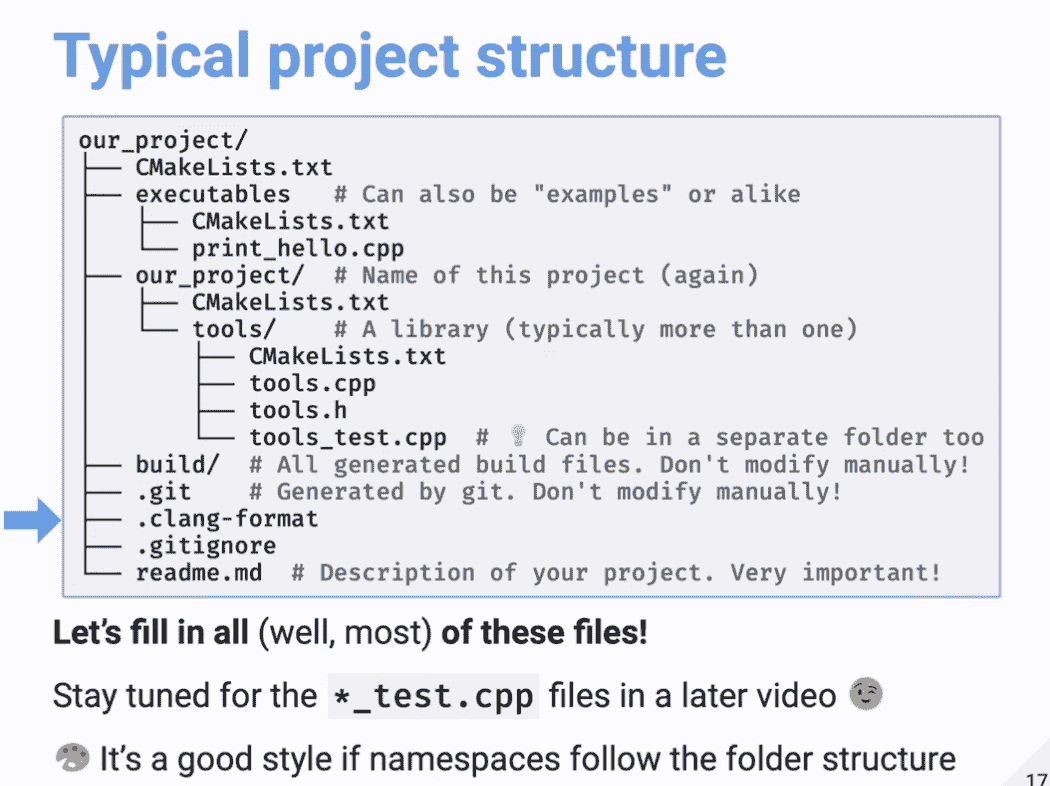 Typical project structure
our_project/
├── CMakeLists.txt
├── executables   # Can also be "examples" or alike
│   ├── CMakeLists.txt
│   └── print_hello.cpp
├── our_project/  # Name of this project (again)
│   ├── CMakeLists.txt
│   └── tools/    # A library (typically more than one)
│       ├── CMakeLists.txt
│       ├── tools.cpp
│       ├── tools.h
│       └── tools_test.cpp  # 💡 Can be in a separate folder too
├── build/  # All generated build files. Don't modify manually!
├── .git    # Generated by git. Don't modify manually!
├── .clang-format
├── .gitignore
└── readme.md  # Description of your project. Very important!
Let’s fill in all (well, most) of these files!
Stay tuned for the *_test.cpp files in a later video 😉
🎨 It’s a good style if namespaces follow the folder structure
17